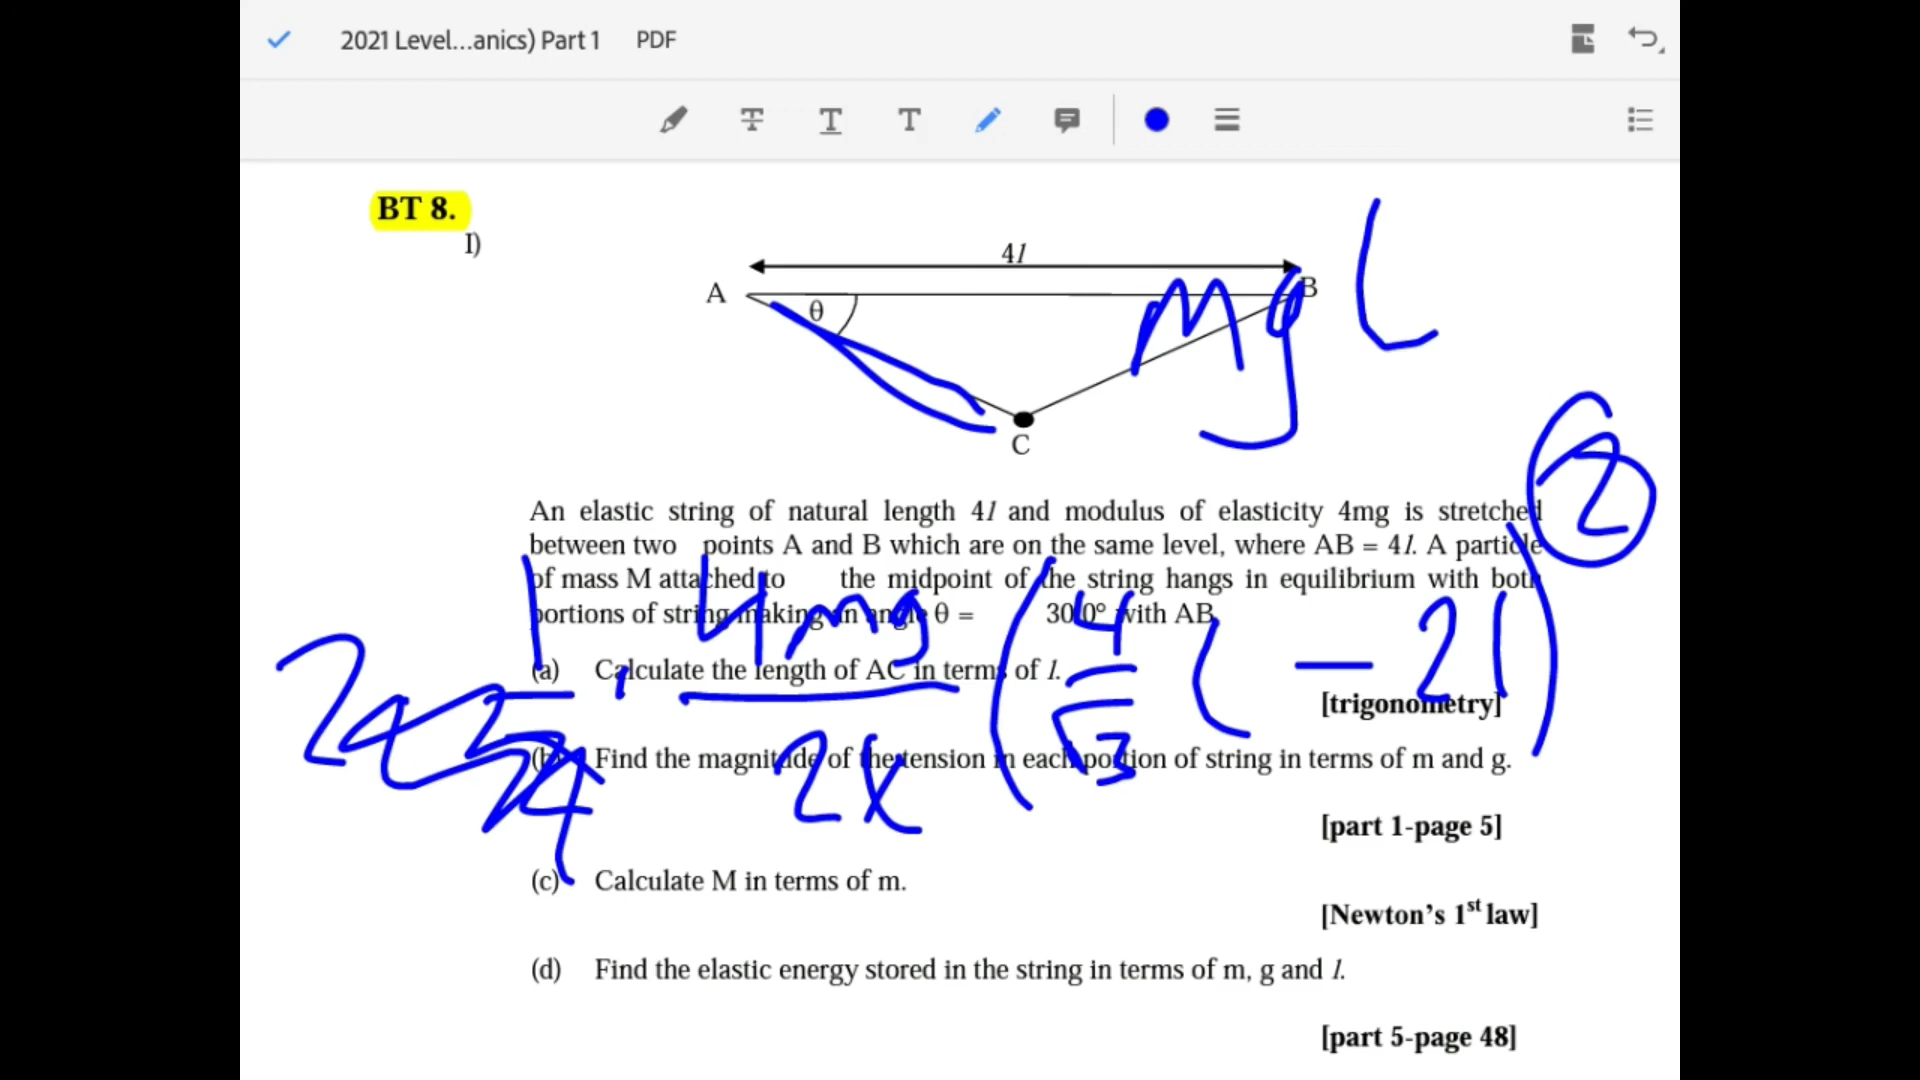 2021 Level...anics) Part 1 PDF
BT 8.
I)
4l
A θ B
mg l
C
An elastic string of natural length 4l and modulus of elasticity 4mg is stretched
between two points A and B which are on the same level, where AB = 4l. A particle
of mass M attached to the midpoint of the string hangs in equilibrium with both
portions of string making an angle θ = 30.0° with AB.
(a) Calculate the length of AC in terms of l.
[trigonometry]
(b) Find the magnitude of the tension in each portion of string in terms of m and g.
[part 1-page 5]
(c) Calculate M in terms of m.
[Newton's 1st law]
(d) Find the elastic energy stored in the string in terms of m, g and l.
[part 5-page 48]